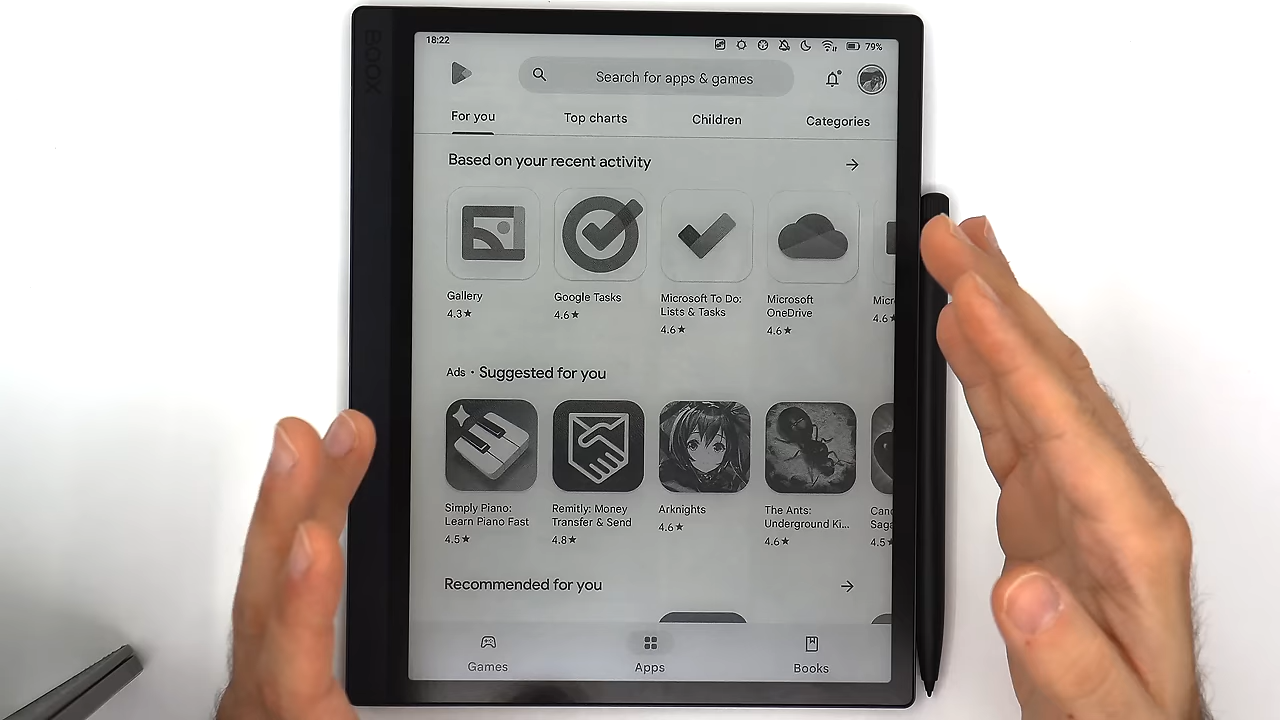 BOOX
18:22
79%
Search for apps & games
For you
Top charts
Children
Categories
Based on your recent activity
Gallery
4.3★
Google Tasks
4.6★
Microsoft To Do:
Lists & Tasks
4.6★
Microsoft
OneDrive
4.6★
Micr
4.6★
Ads • Suggested for you
Simply Piano:
Learn Piano Fast
4.5★
Remitly: Money
Transfer & Send
4.8★
Arknights
4.6★
The Ants:
Underground Ki...
4.6★
Canc
Saga
4.5★
Recommended for you
Games
Apps
Books